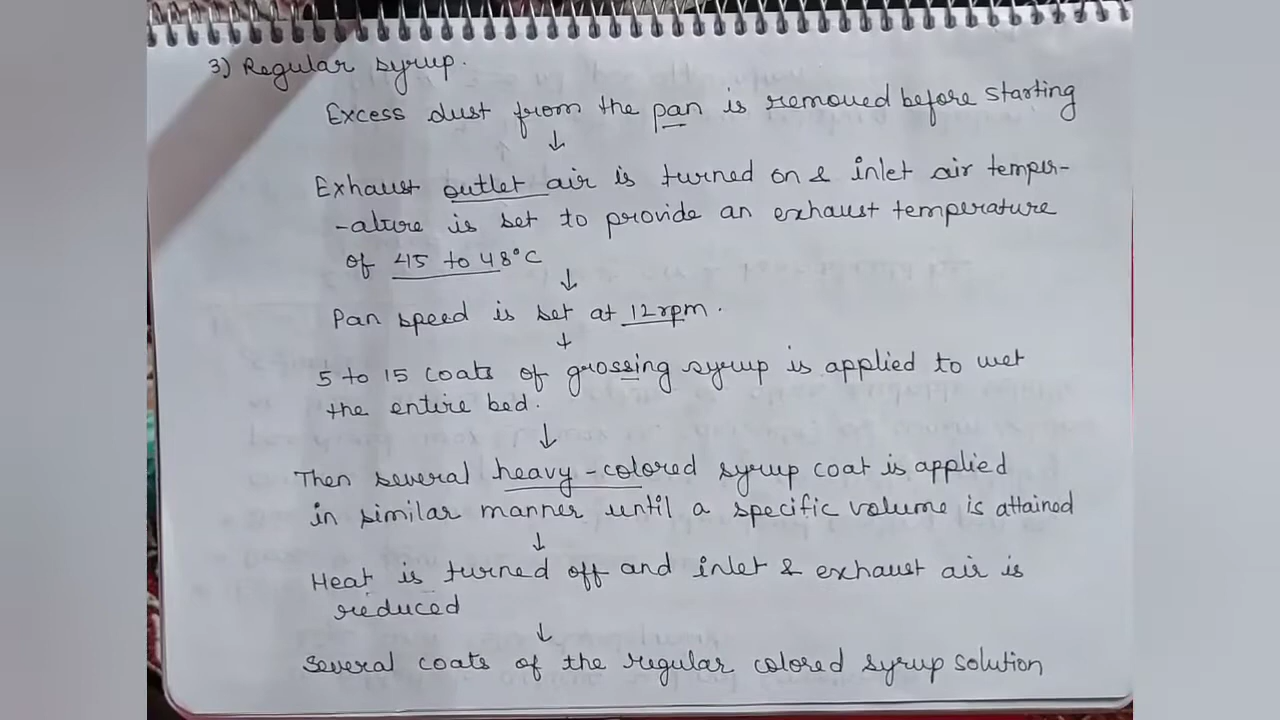 3) Regular syrup.
Excess dust from the pan is removed before starting
↓
Exhaust outlet air is turned on & inlet air temper-
-ature is set to provide an exhaust temperature
of 45 to 48°C
↓
Pan speed is set at 12rpm.
↓
5 to 15 coats of grossing syrup is applied to wet
the entire bed.
↓
Then several heavy-colored syrup coat is applied
in similar manner until a specific volume is attained
↓
Heat is turned off and inlet & exhaust air is
reduced
↓
Several coats of the regular colored syrup solution